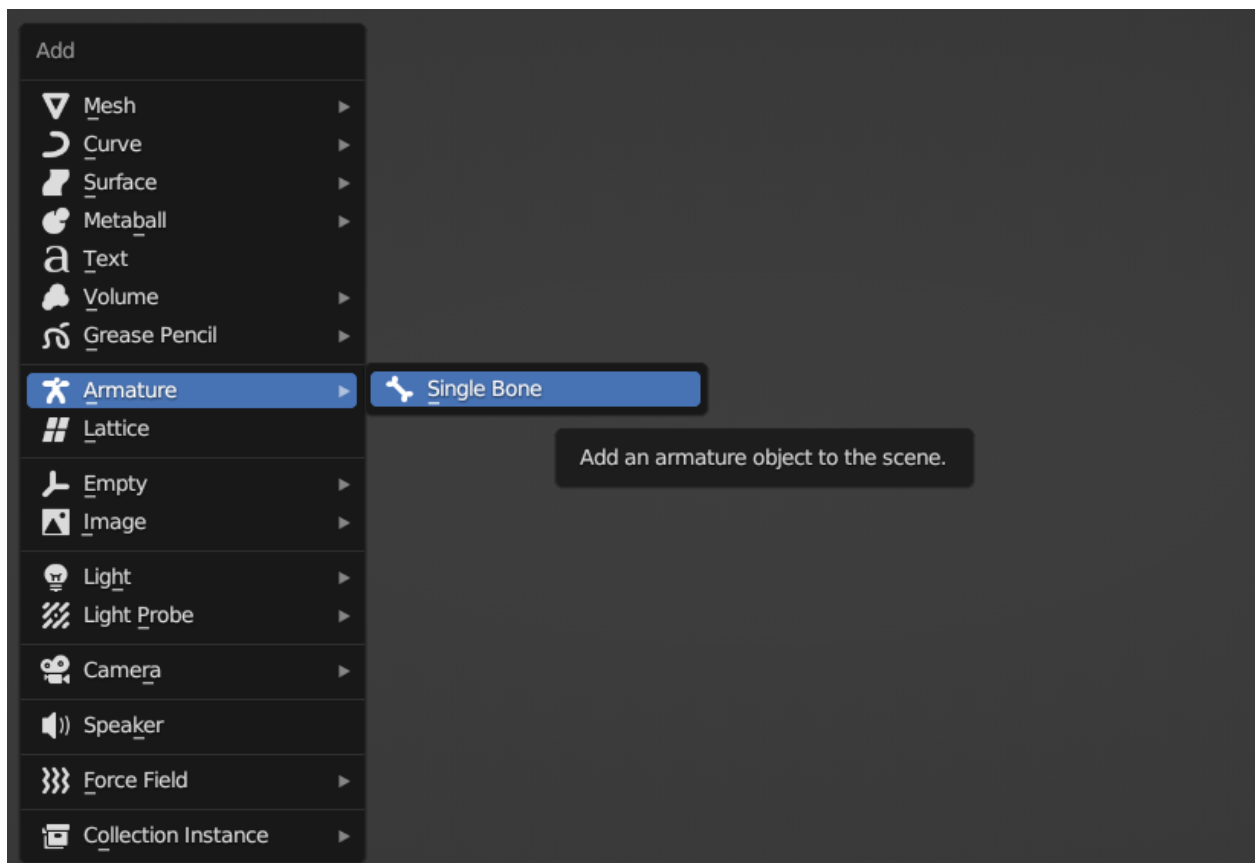 Add
Mesh
Curve
Surface
Metaball
Text
Volume
Grease Pencil
Armature
Single Bone
Lattice
Add an armature object to the scene.
Empty
Image
Light
Light Probe
Camera
Speaker
Force Field
Collection Instance